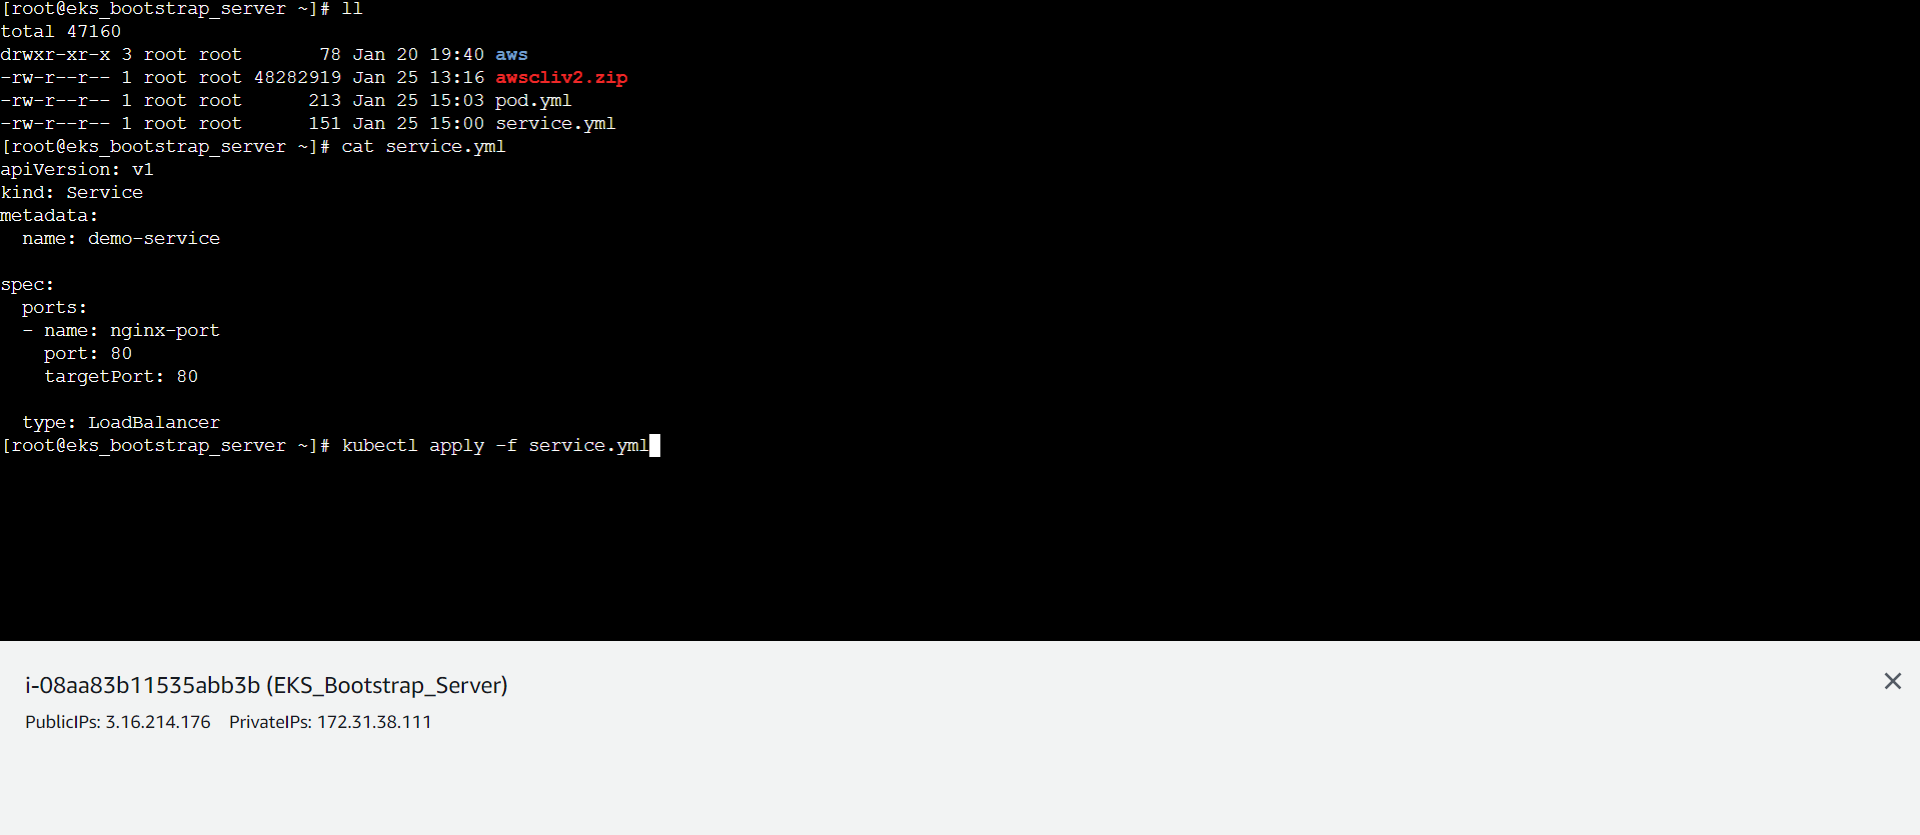 [root@eks_bootstrap_server ~]# ll
total 47160
drwxr-xr-x 3 root root       78 Jan 20 19:40 aws
-rw-r--r-- 1 root root 48282919 Jan 25 13:16 awscliv2.zip
-rw-r--r-- 1 root root      213 Jan 25 15:03 pod.yml
-rw-r--r-- 1 root root      151 Jan 25 15:00 service.yml
[root@eks_bootstrap_server ~]# cat service.yml
apiVersion: v1
kind: Service
metadata:
  name: demo-service

spec:
  ports:
  - name: nginx-port
    port: 80
    targetPort: 80

  type: LoadBalancer
[root@eks_bootstrap_server ~]# kubectl apply -f service.yml
i-08aa83b11535abb3b (EKS_Bootstrap_Server)
PublicIPs: 3.16.214.176    PrivateIPs: 172.31.38.111